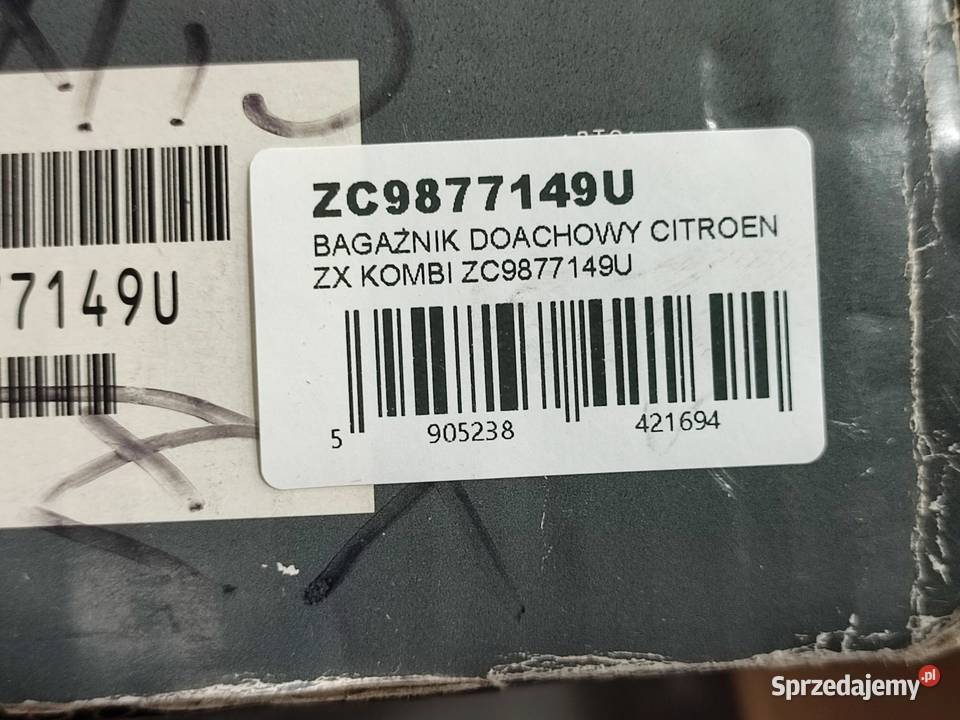 ZC9877149U
BAGAŻNIK DOACHOWY CITROEN
ZX KOMBI ZC9877149U
5 905238 421694
77149U
Sprzedajemy.pl